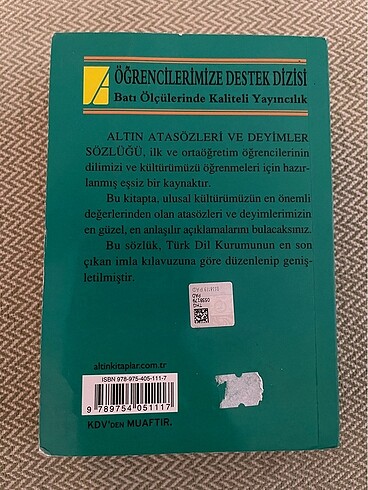 ÖĞRENCİLERİMİZE DESTEK DİZİSİ
Batı Ölçülerinde Kaliteli Yayıncılık
ALTIN ATASÖZLERİ VE DEYİMLER
SÖZLÜĞÜ, ilk ve ortaöğretim öğrencilerinin
dilimizi ve kültürümüzü öğrenmeleri için hazır-
lanmış eşsiz bir kaynaktır.
Bu kitapta, ulusal kültürümüzün en önemli
değerlerinden olan atasözleri ve deyimlerimizin
en güzel, en anlaşılır açıklamalarını bulacaksınız.
Bu sözlük, Türk Dil Kurumunun en son
çıkan imla kılavuzuna göre düzenlenip geniş-
letilmiştir.
altinkitaplar.com.tr
ISBN 978-975-405-111-7
9 789754 051117
KDV'DEN MUAFTIR.